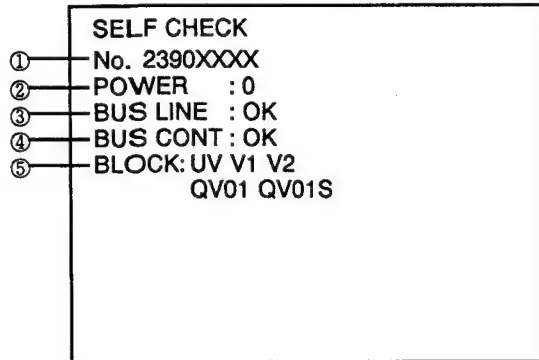 SELF CHECK
① No. 2390XXXX
② POWER : 0
③ BUS LINE : OK
④ BUS CONT : OK
⑤ BLOCK: UV V1 V2
QV01 QV01S